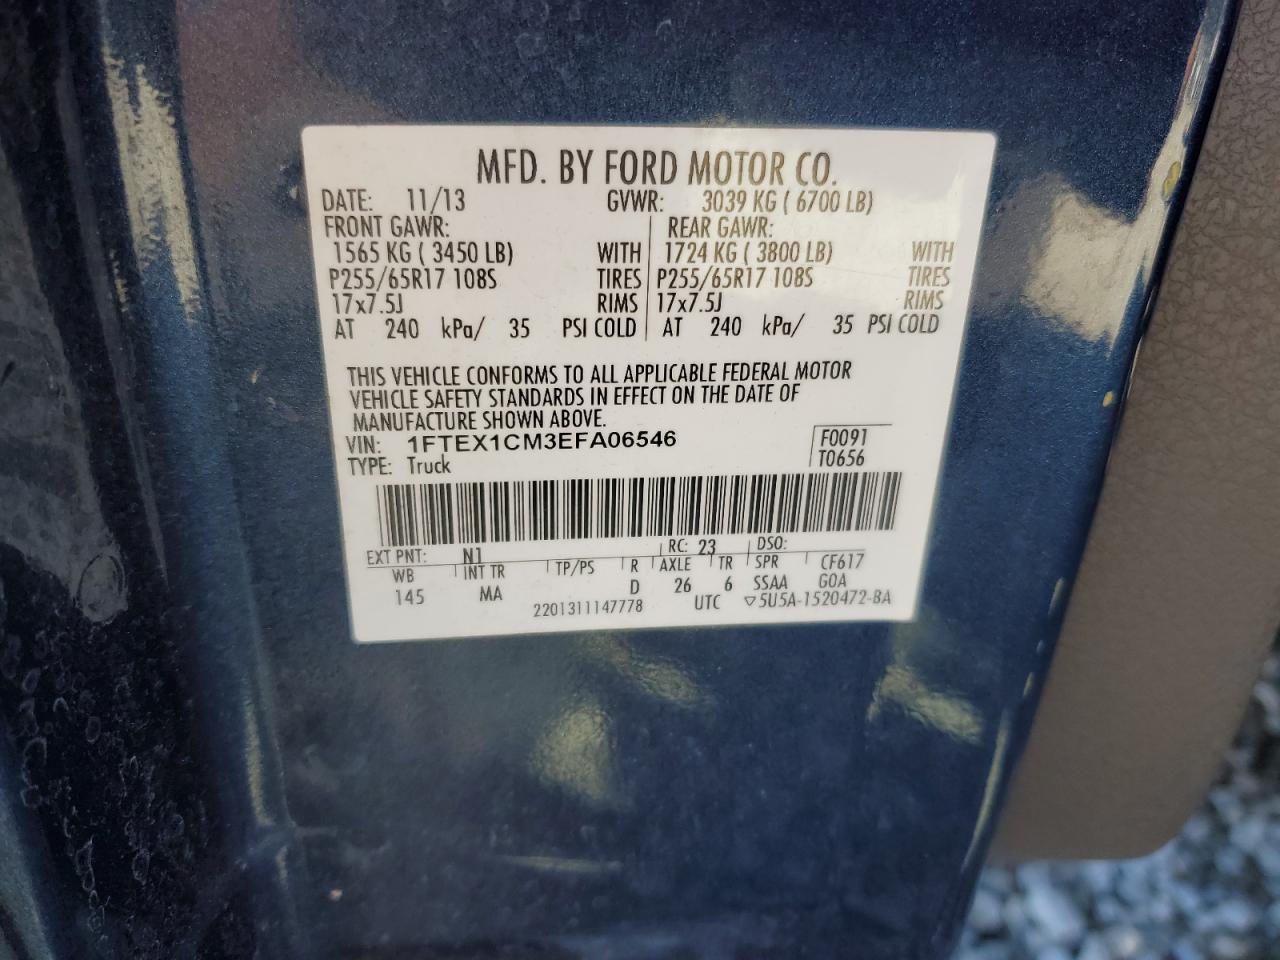 MFD. BY FORD MOTOR CO.
DATE: 11/13 GVWR: 3039 KG ( 6700 LB)
FRONT GAWR: REAR GAWR:
1565 KG ( 3450 LB) WITH 1724 KG ( 3800 LB) WITH
P255/65R17 108S TIRES P255/65R17 108S TIRES
17x7.5J RIMS 17x7.5J RIMS
AT 240 kPa/ 35 PSI COLD AT 240 kPa/ 35 PSI COLD
THIS VEHICLE CONFORMS TO ALL APPLICABLE FEDERAL MOTOR
VEHICLE SAFETY STANDARDS IN EFFECT ON THE DATE OF
MANUFACTURE SHOWN ABOVE.
VIN: 1FTEX1CM3EFA06546 F0091
TYPE: Truck T0656
EXT PNT: N1 RC: 23 DSO:
WB INT TR TP/PS R AXLE TR SPR CF617
145 MA D 26 6 SSAA G0A
2201311147778 UTC ▽5U5A-1520472-BA